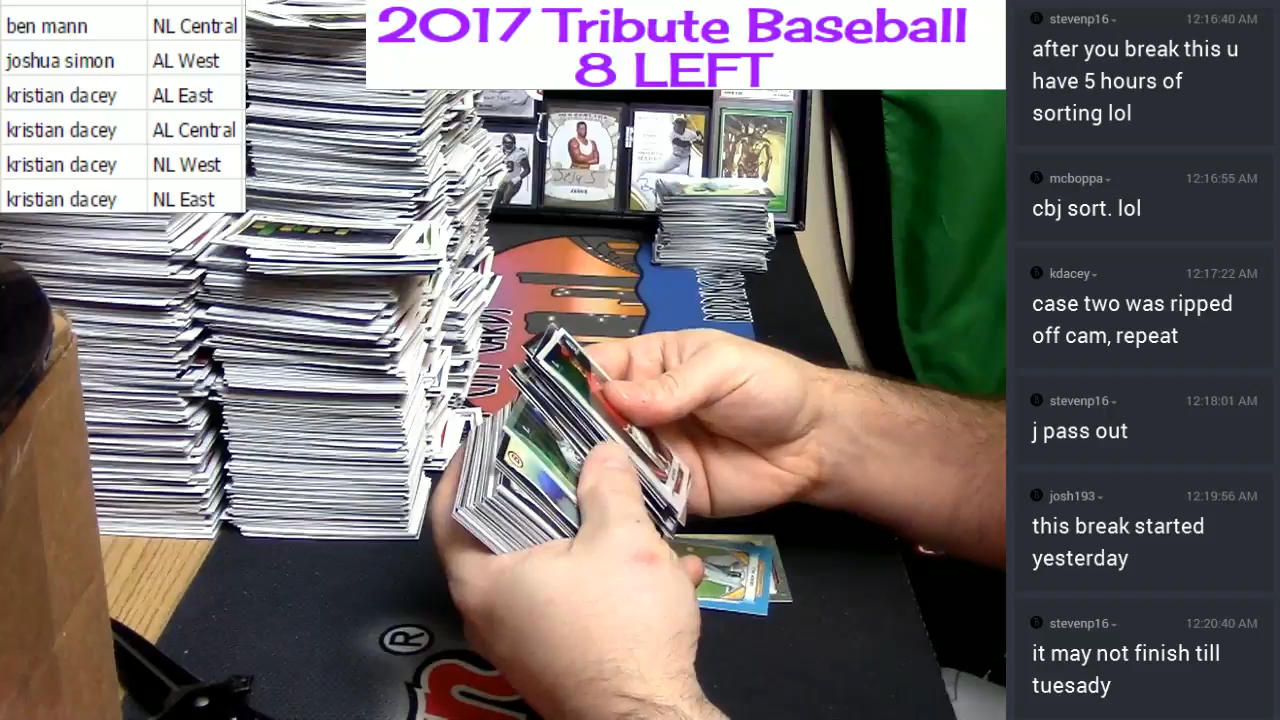 ben mann NL Central
joshua simon AL West
kristian dacey AL East
kristian dacey AL Central
kristian dacey NL West
kristian dacey NL East
2017 Tribute Baseball
8 LEFT
stevenp16 12:16:40 AM
after you break this u
have 5 hours of
sorting lol
mcboppa 12:16:55 AM
cbj sort. lol
kdacey 12:17:22 AM
case two was ripped
off cam, repeat
stevenp16 12:18:01 AM
j pass out
josh193 12:19:56 AM
this break started
yesterday
stevenp16 12:20:40 AM
it may not finish till
tuesady
®